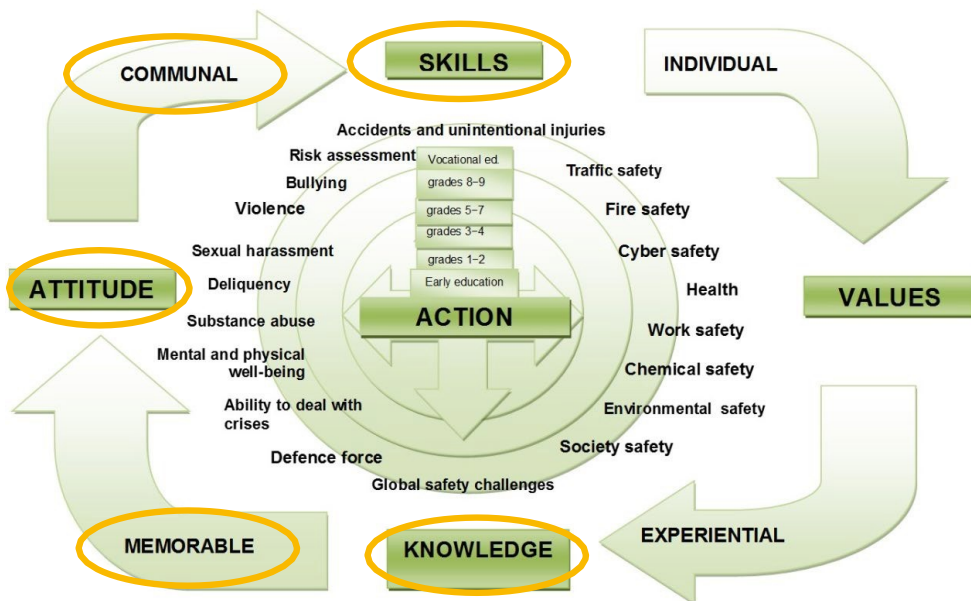 COMMUNAL
SKILLS
INDIVIDUAL
Accidents and unintentional injuries
Risk assessment
Vocational ed.
Traffic safety
Bullying
grades 8–9
Violence
grades 5–7
Fire safety
grades 3–4
Sexual harassment
Cyber safety
grades 1–2
ATTITUDE
Deliquency
Early education
Health
VALUES
Substance abuse
ACTION
Work safety
Mental and physical
well-being
Chemical safety
Ability to deal with
crises
Environmental safety
Defence force
Society safety
Global safety challenges
MEMORABLE
KNOWLEDGE
EXPERIENTIAL